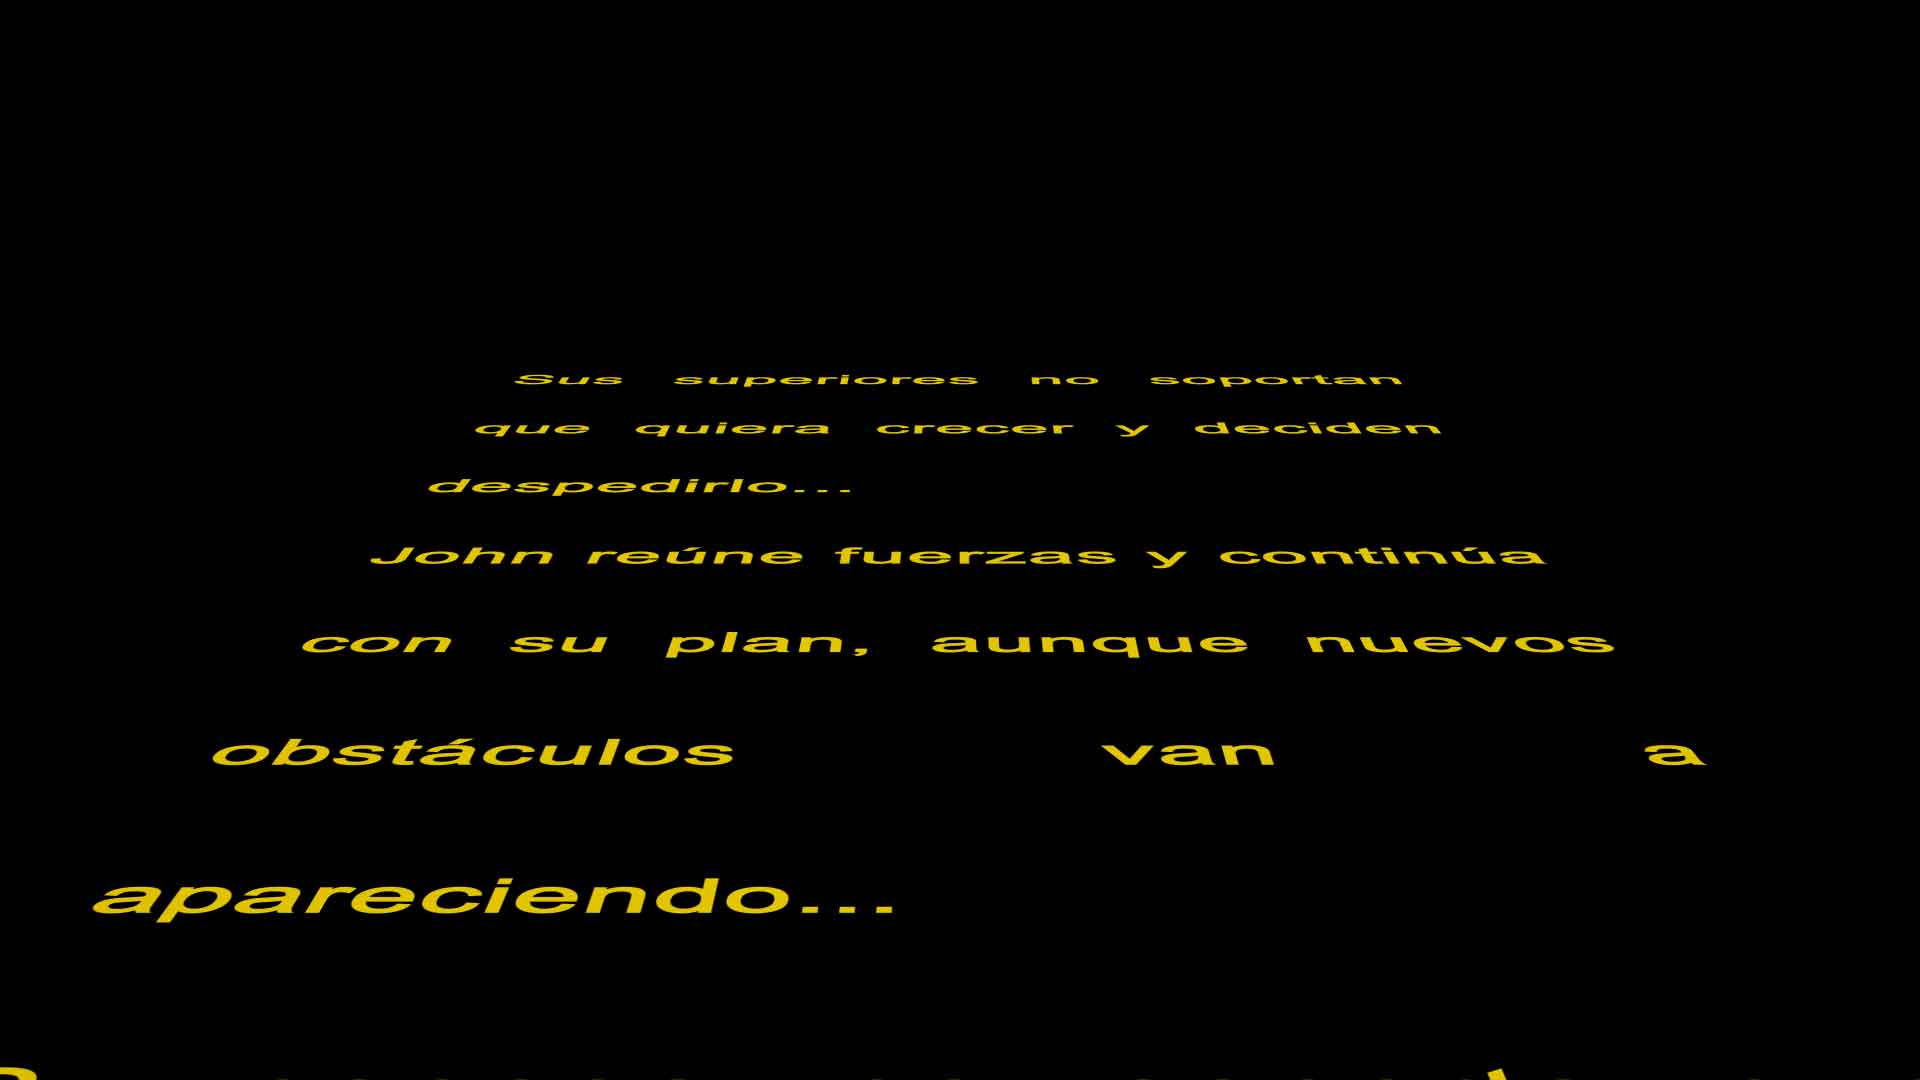 Sus superiores no soportan
que quiera crecer y deciden
despedirlo...
John reúne fuerzas y continúa
con su plan, aunque nuevos
obstáculos van a
apareciendo...